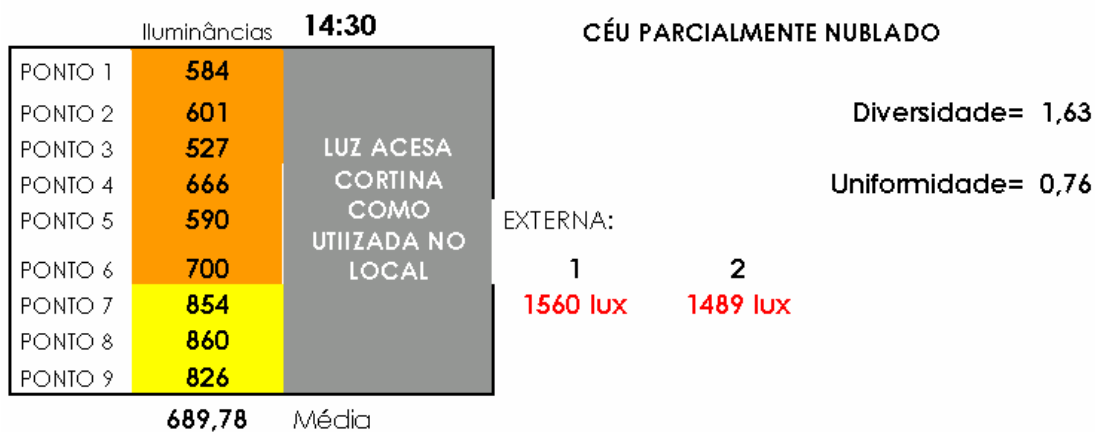 Iluminâncias 14:30 CÉU PARCIALMENTE NUBLADO
PONTO 1 584
PONTO 2 601 Diversidade= 1,63
PONTO 3 527 LUZ ACESA
PONTO 4 666 CORTINA Uniformidade= 0,76
PONTO 5 590 COMO EXTERNA:
UTIIZADA NO
PONTO 6 700 LOCAL 1 2
PONTO 7 854 1560 lux 1489 lux
PONTO 8 860
PONTO 9 826
689,78 Média